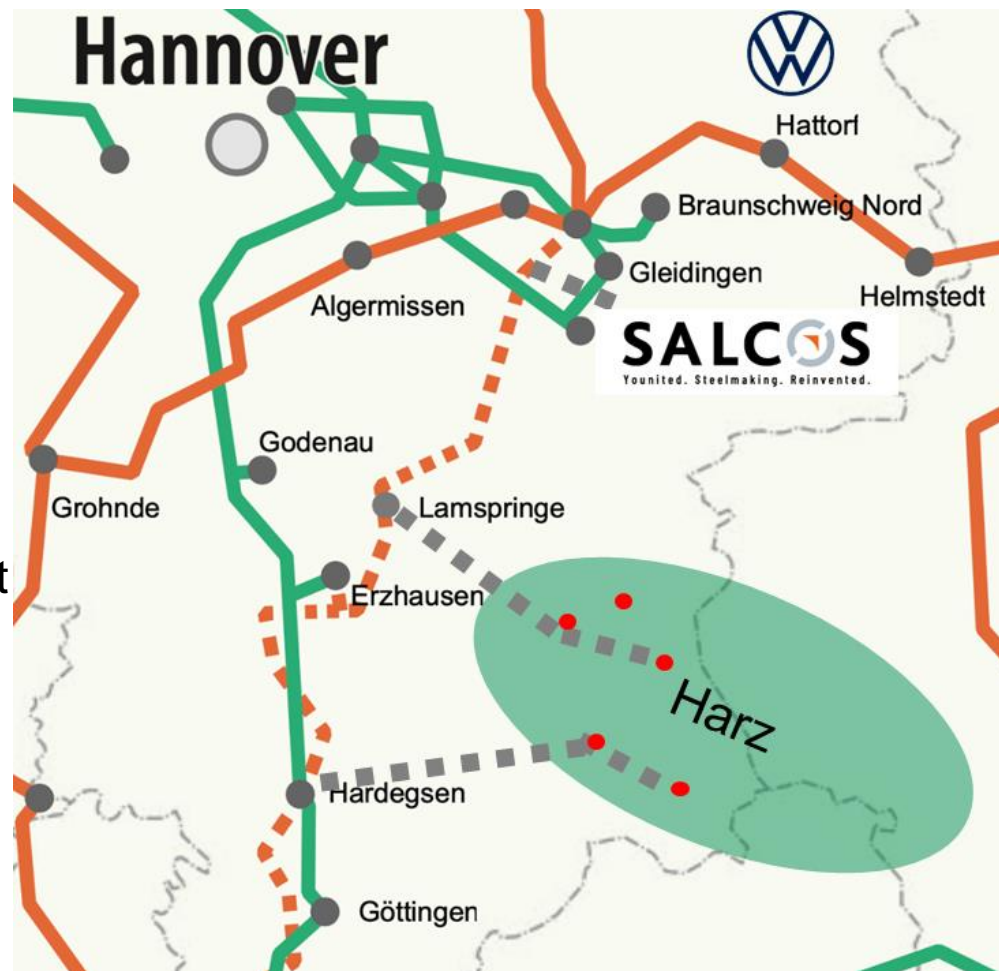 Hannover
Hattorf
Braunschweig Nord
Gleidingen
Helmstedt
Algermissen
SALCOS
Younited. Steelmaking. Reinvented.
Godenau
Grohnde
Lamspringe
t
Erzhausen
Harz
Hardegsen
Göttingen